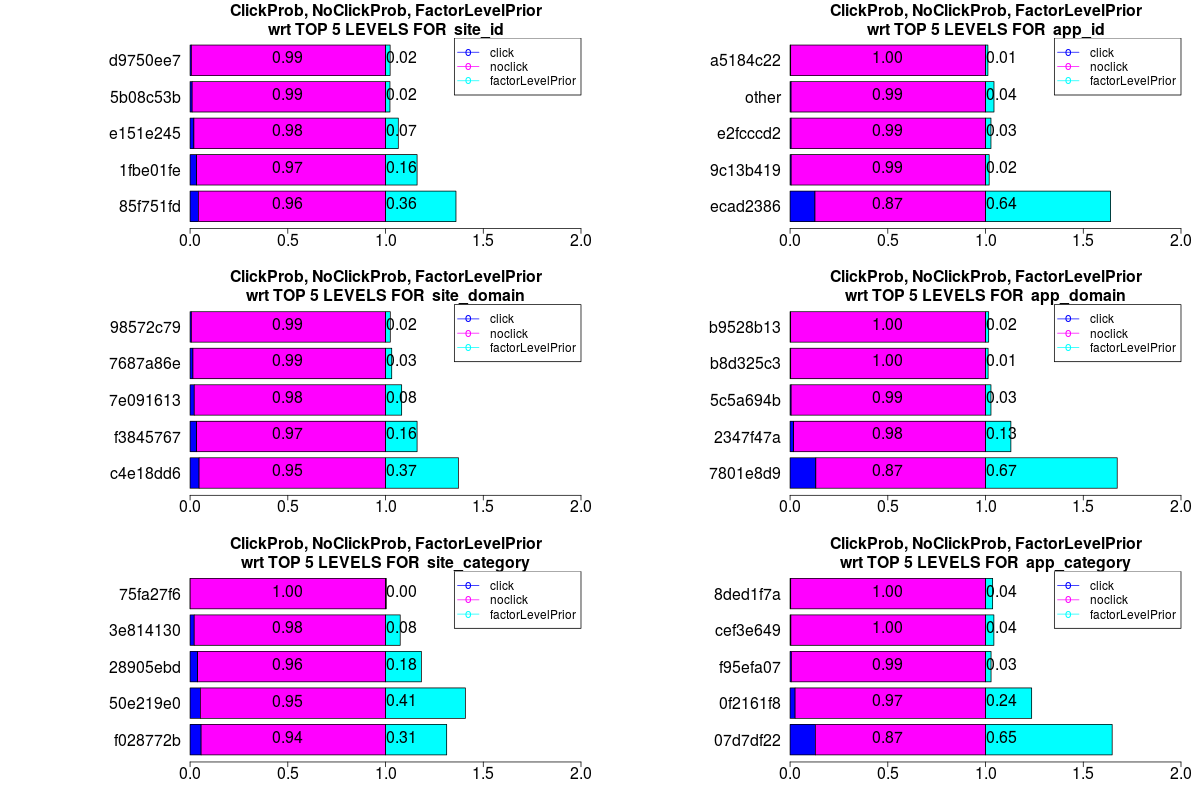 ClickProb, NoClickProb, FactorLevelPrior
wrt TOP 5 LEVELS FOR site_id
click
noclick
factorLevelPrior
d9750ee7 0.99 0.02
5b08c53b 0.99 0.02
e151e245 0.98 0.07
1fbe01fe 0.97 0.16
85f751fd 0.96 0.36
0.0 0.5 1.0 1.5 2.0
ClickProb, NoClickProb, FactorLevelPrior
wrt TOP 5 LEVELS FOR app_id
click
noclick
factorLevelPrior
a5184c22 1.00 0.01
other 0.99 0.04
e2fcccd2 0.99 0.03
9c13b419 0.99 0.02
ecad2386 0.87 0.64
0.0 0.5 1.0 1.5 2.0
ClickProb, NoClickProb, FactorLevelPrior
wrt TOP 5 LEVELS FOR site_domain
click
noclick
factorLevelPrior
98572c79 0.99 0.02
7687a86e 0.99 0.03
7e091613 0.98 0.08
f3845767 0.97 0.16
c4e18dd6 0.95 0.37
0.0 0.5 1.0 1.5 2.0
ClickProb, NoClickProb, FactorLevelPrior
wrt TOP 5 LEVELS FOR app_domain
click
noclick
factorLevelPrior
b9528b13 1.00 0.02
b8d325c3 1.00 0.01
5c5a694b 0.99 0.03
2347f47a 0.98 0.13
7801e8d9 0.87 0.67
0.0 0.5 1.0 1.5 2.0
ClickProb, NoClickProb, FactorLevelPrior
wrt TOP 5 LEVELS FOR site_category
click
noclick
factorLevelPrior
75fa27f6 1.00 0.00
3e814130 0.98 0.08
28905ebd 0.96 0.18
50e219e0 0.95 0.41
f028772b 0.94 0.31
0.0 0.5 1.0 1.5 2.0
ClickProb, NoClickProb, FactorLevelPrior
wrt TOP 5 LEVELS FOR app_category
click
noclick
factorLevelPrior
8ded1f7a 1.00 0.04
cef3e649 1.00 0.04
f95efa07 0.99 0.03
0f2161f8 0.97 0.24
07d7df22 0.87 0.65
0.0 0.5 1.0 1.5 2.0